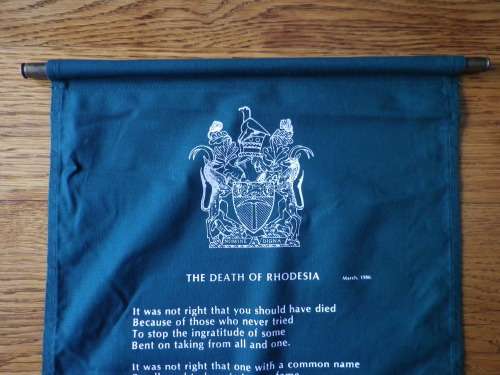 NOMINE DIGNA
THE DEATH OF RHODESIA March, 1980.
It was not right that you should have died
Because of those who never tried
To stop the ingratitude of some
Bent on taking from all and one.
It was not right that one with a common name